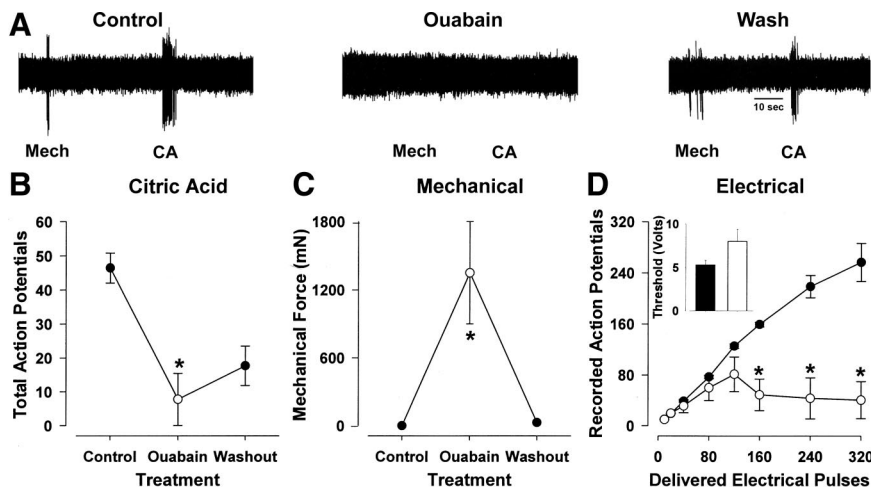 A
Control
Ouabain
Wash
10 sec
Mech
CA
Mech
CA
Mech
CA
B
Citric Acid
Total Action Potentials
60
50
40
30
20
10
0
*
Control Ouabain Washout
Treatment
C
Mechanical
Mechanical Force (mN)
1800
1200
600
0
*
Control Ouabain Washout
Treatment
D
Electrical
Recorded Action Potentials
320
240
160
80
0
Threshold (Volts)
10
5
0
* * *
0 80 160 240 320
Delivered Electrical Pulses